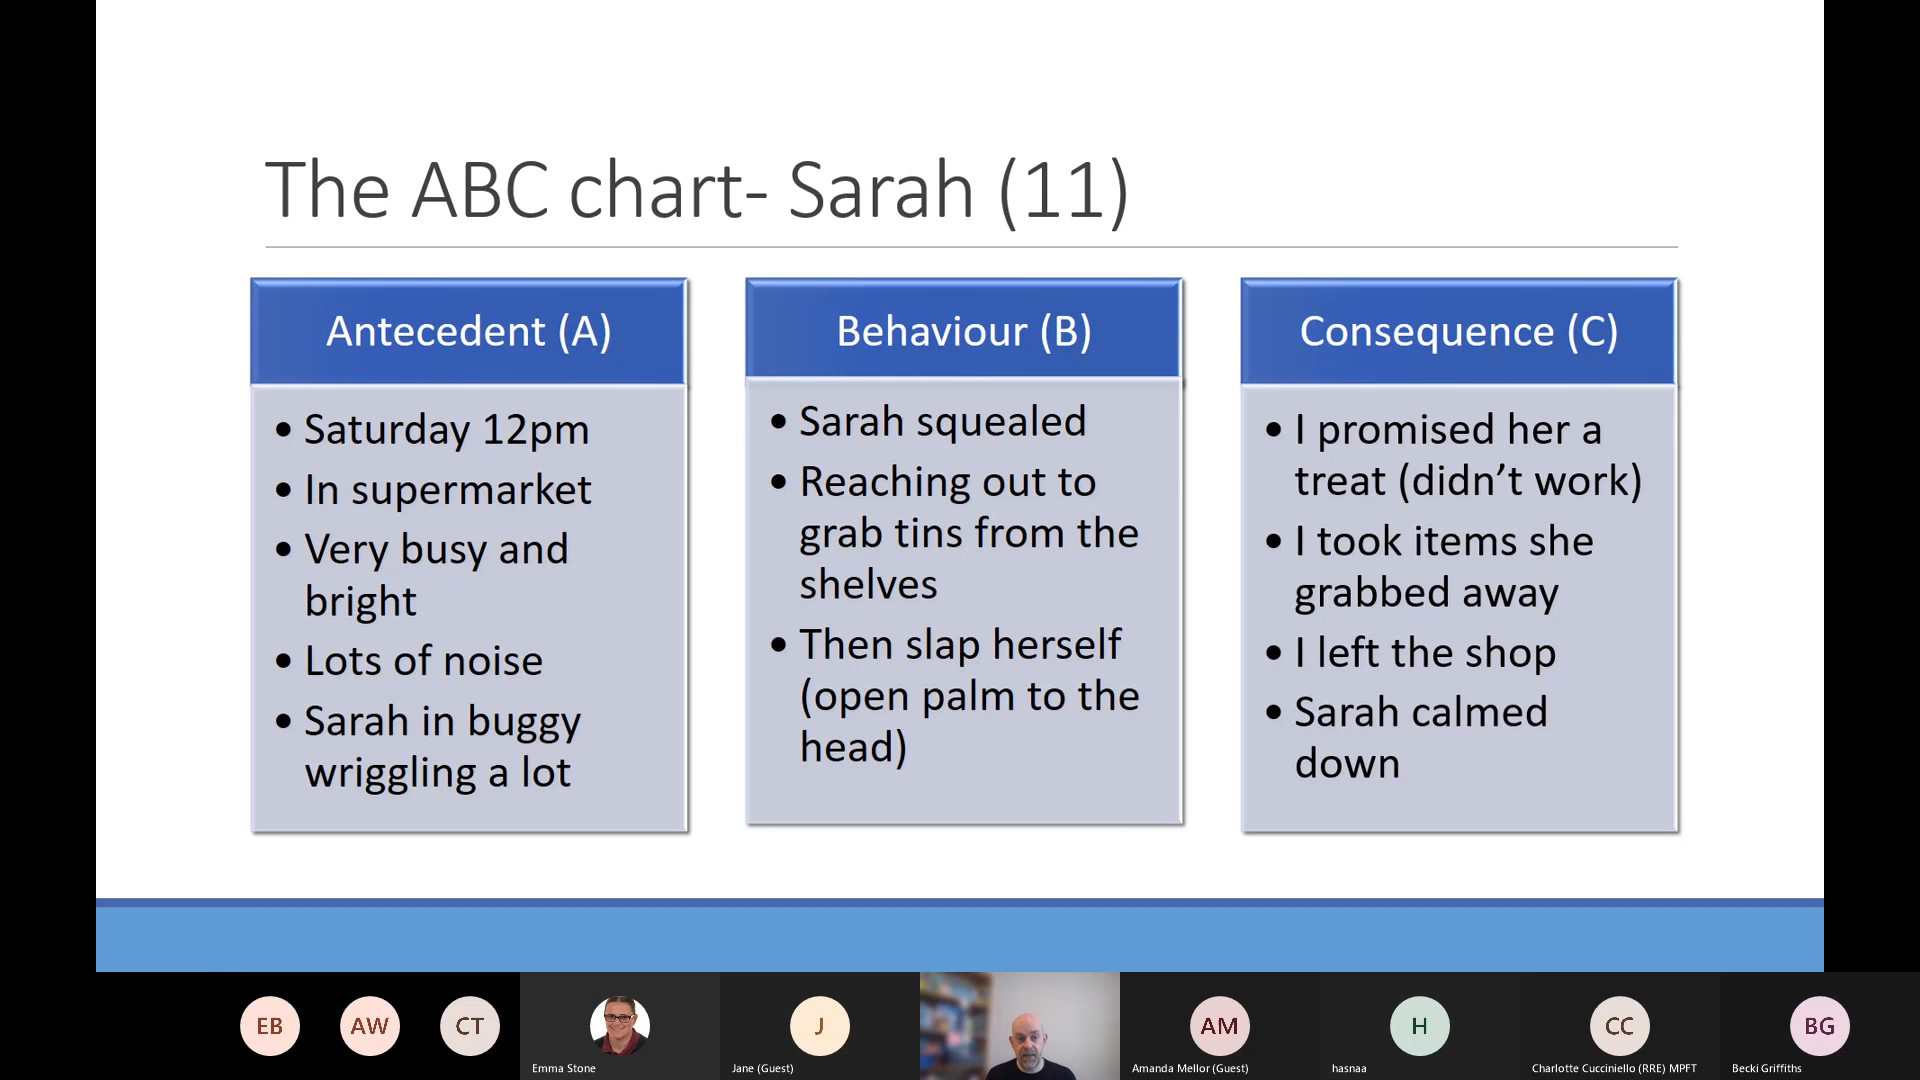 The ABC chart- Sarah (11)
Antecedent (A)
• Saturday 12pm
• In supermarket
• Very busy and
bright
• Lots of noise
• Sarah in buggy
wriggling a lot
Behaviour (B)
• Sarah squealed
• Reaching out to
grab tins from the
shelves
• Then slap herself
(open palm to the
head)
Consequence (C)
• I promised her a
treat (didn’t work)
• I took items she
grabbed away
• I left the shop
• Sarah calmed
down
EB
AW
CT
Emma Stone
J
Jane (Guest)
AM
Amanda Mellor (Guest)
H
hasnaa
CC
Charlotte Cucciniello (RRE) MPFT
BG
Becki Griffiths